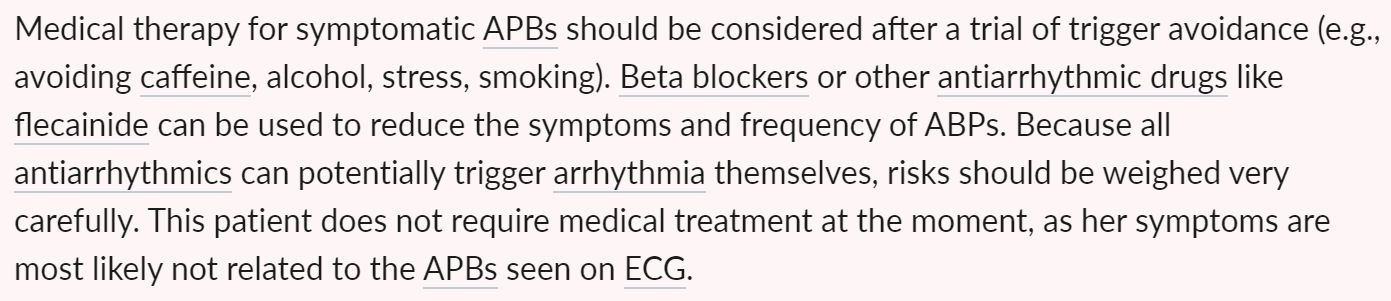 Medical therapy for symptomatic APBs should be considered after a trial of trigger avoidance (e.g.,
avoiding caffeine, alcohol, stress, smoking). Beta blockers or other antiarrhythmic drugs like
flecainide can be used to reduce the symptoms and frequency of ABPs. Because all
antiarrhythmics can potentially trigger arrhythmia themselves, risks should be weighed very
carefully. This patient does not require medical treatment at the moment, as her symptoms are
most likely not related to the APBs seen on ECG.